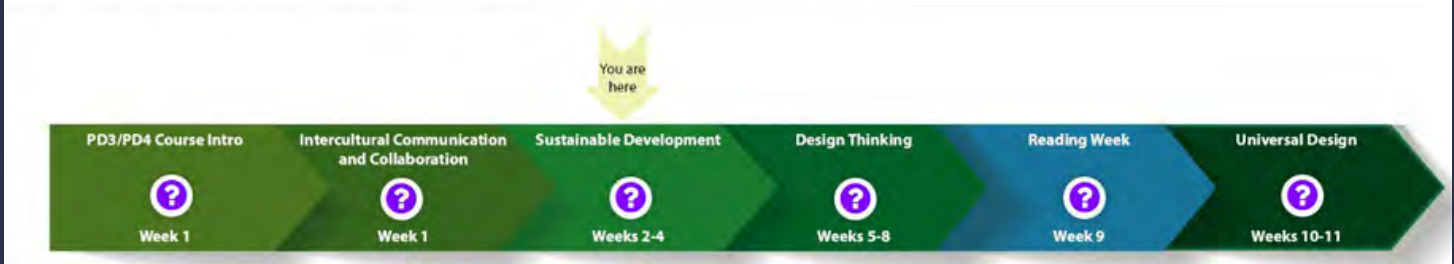 You are
here
PD3/PD4 Course Intro
?
Week 1
Intercultural Communication
and Collaboration
?
Week 1
Sustainable Development
?
Weeks 2-4
Design Thinking
?
Weeks 5-8
Reading Week
?
Week 9
Universal Design
?
Weeks 10-11